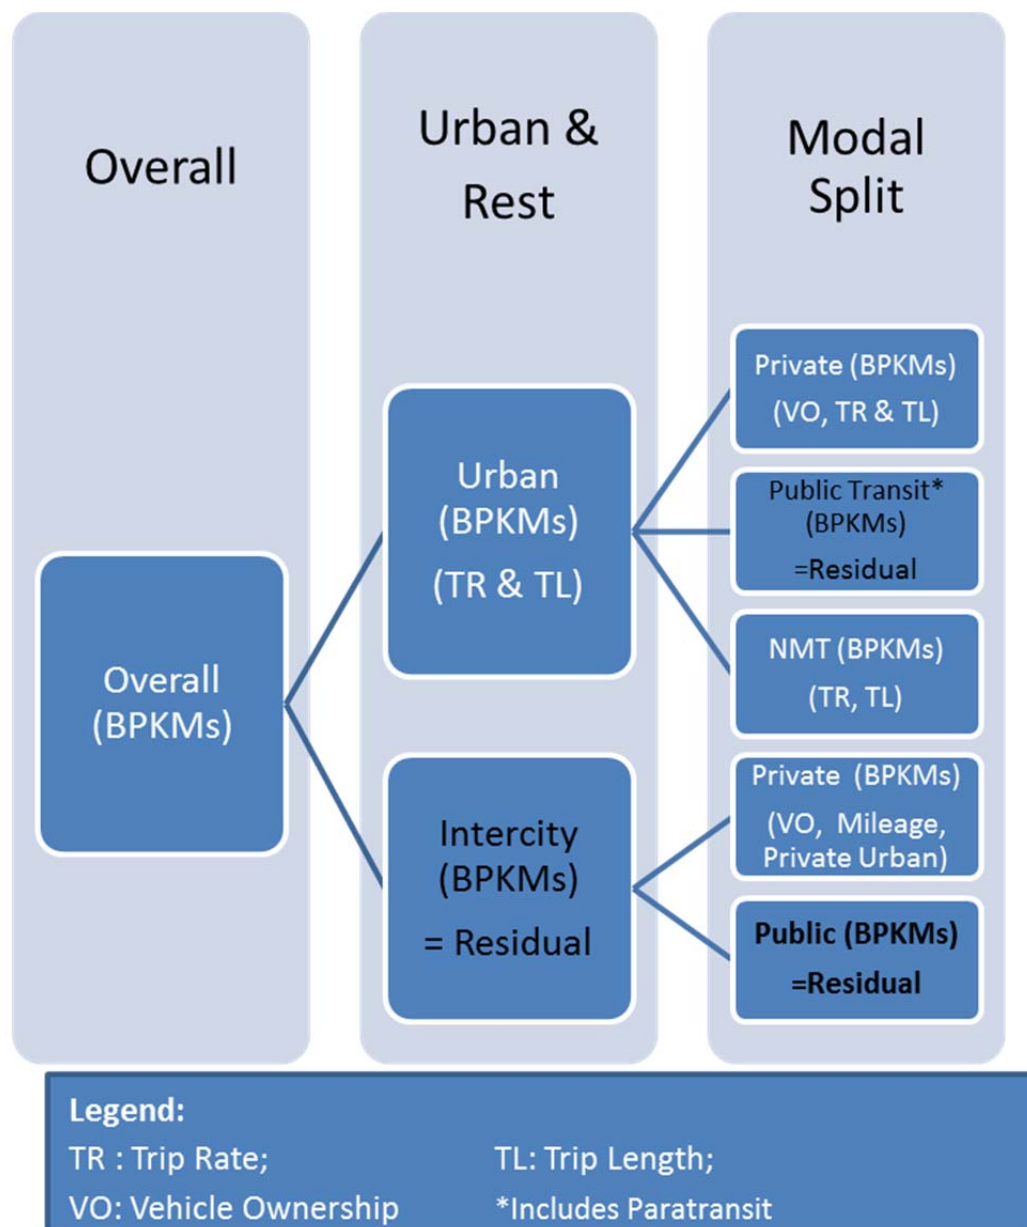 Overall
Urban &
Rest
Modal
Split
Overall
(BPKMs)
Urban
(BPKMs)
(TR & TL)
Intercity
(BPKMs)
= Residual
Private (BPKMs)
(VO, TR & TL)
Public Transit*
(BPKMs)
=Residual
NMT (BPKMs)
(TR, TL)
Private (BPKMs)
(VO, Mileage,
Private Urban)
Public (BPKMs)
=Residual
Legend:
TR : Trip Rate; TL: Trip Length;
VO: Vehicle Ownership *Includes Paratransit